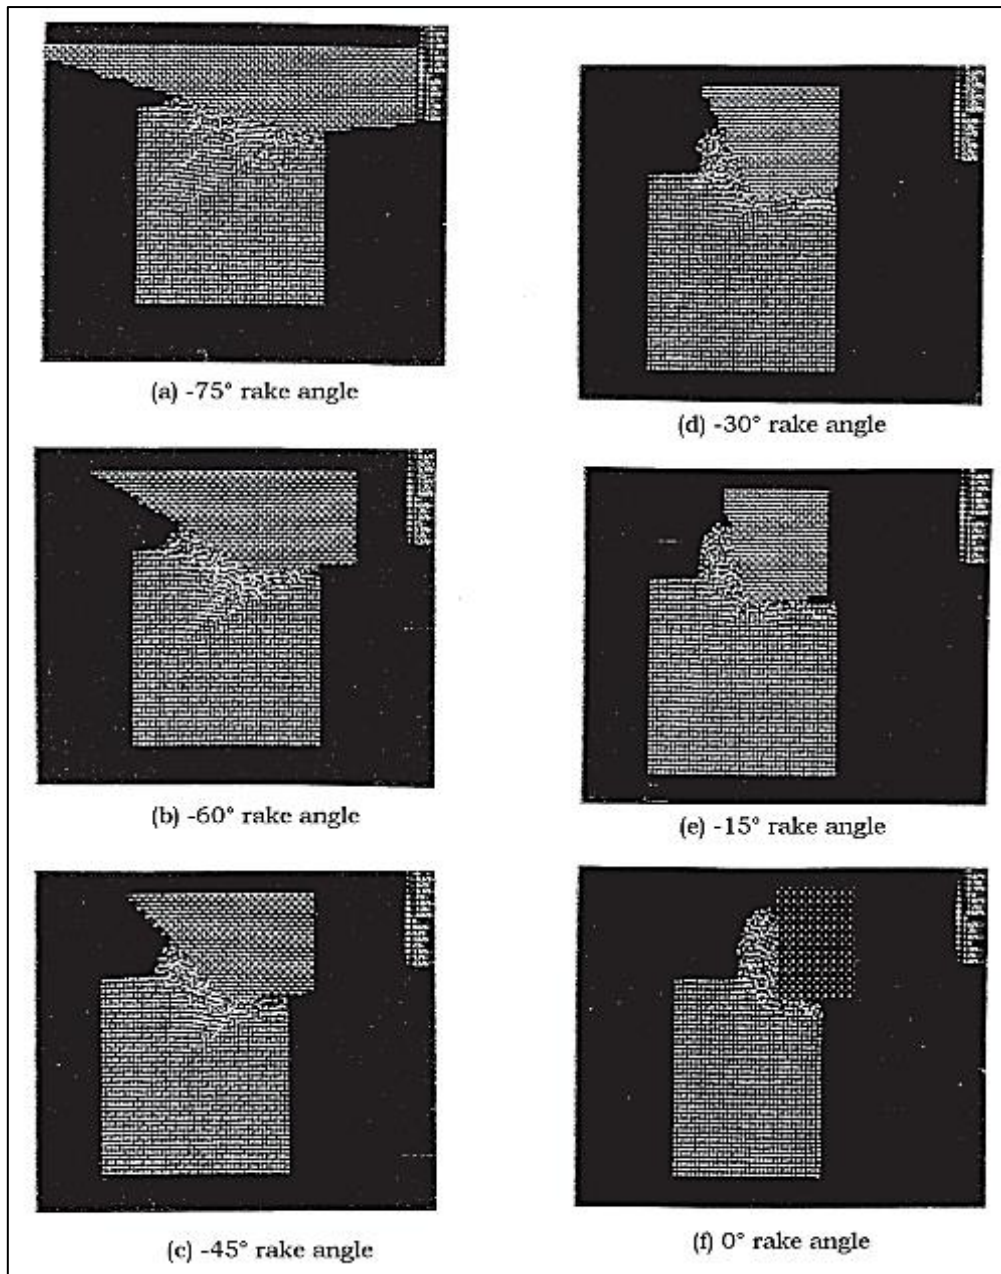 (a) -75° rake angle
(b) -60° rake angle
(c) -45° rake angle
(d) -30° rake angle
(e) -15° rake angle
(f) 0° rake angle